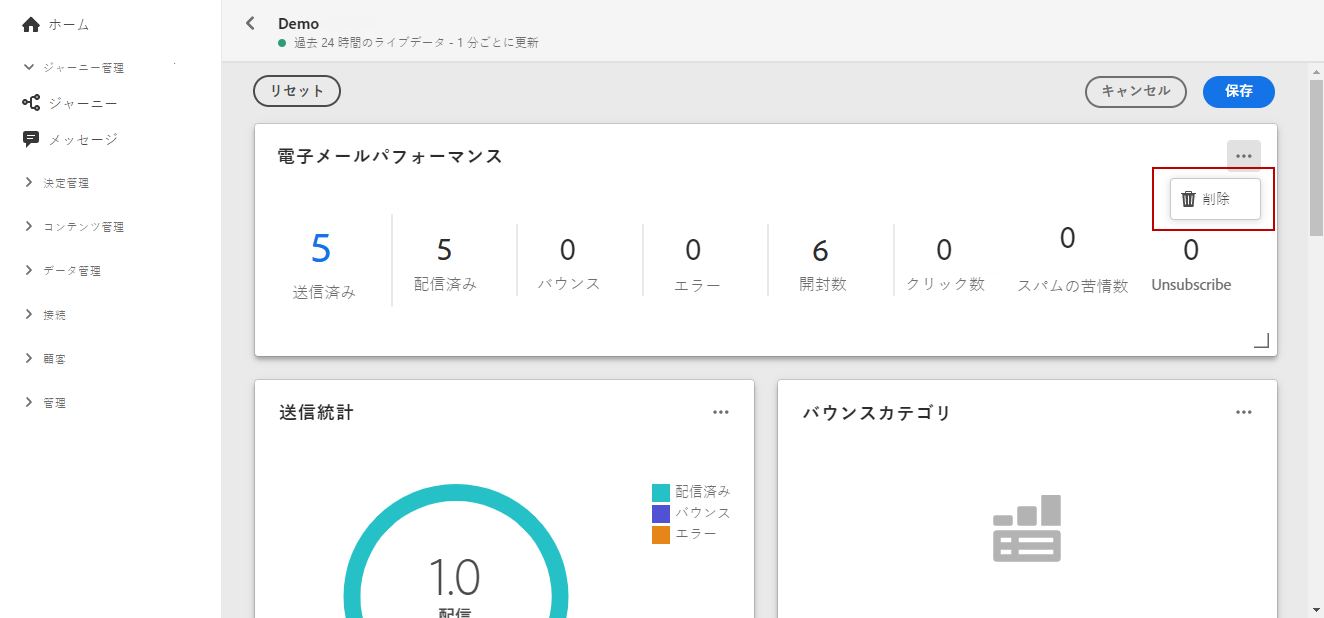 ホーム
ジャーニー管理
ジャーニー
メッセージ
決定管理
コンテンツ管理
データ管理
接続
顧客
管理
Demo
過去 24 時間のライブデータ - 1 分ごとに更新
リセット
キャンセル
保存
電子メールパフォーマンス
削除
5
送信済み
5
配信済み
0
バウンス
0
エラー
6
開封数
0
クリック数
0
スパムの苦情数
0
Unsubscribe
送信統計
配信済み
バウンス
エラー
1.0
配信
バウンスカテゴリ